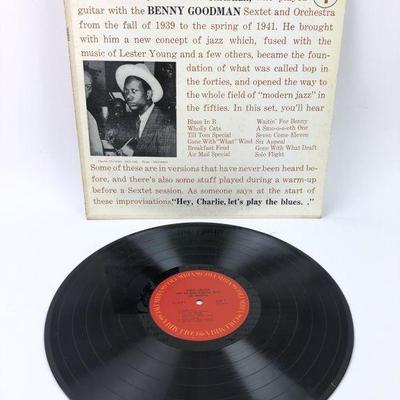 guitar with the BENNY GOODMAN Sextet and Orchestra
from the fall of 1939 to the spring of 1941. He brought
with him a new concept of jazz which, fused with the
music of Lester Young and a few others, became the foun-
dation of what was called bop in
the forties, and opened the way to
the whole field of "modern jazz" in
the fifties. In this set, you'll hear
Blues In B
Wholly Cats
Till Tom Special
Gone With "What" Wind
Breakfast Feud
Air Mail Special
Waitin' For Benny
A Smo-o-o-oth One
Seven Come Eleven
Six Appeal
Gone With What Draft
Solo Flight
Some of these are in versions that have never been heard be-
fore, and there's also some stuff played during a warm-up
before a Sextet session. As someone says at the start of
these improvisations, "Hey, Charlie, let's play the blues. ."
COLUMBIA